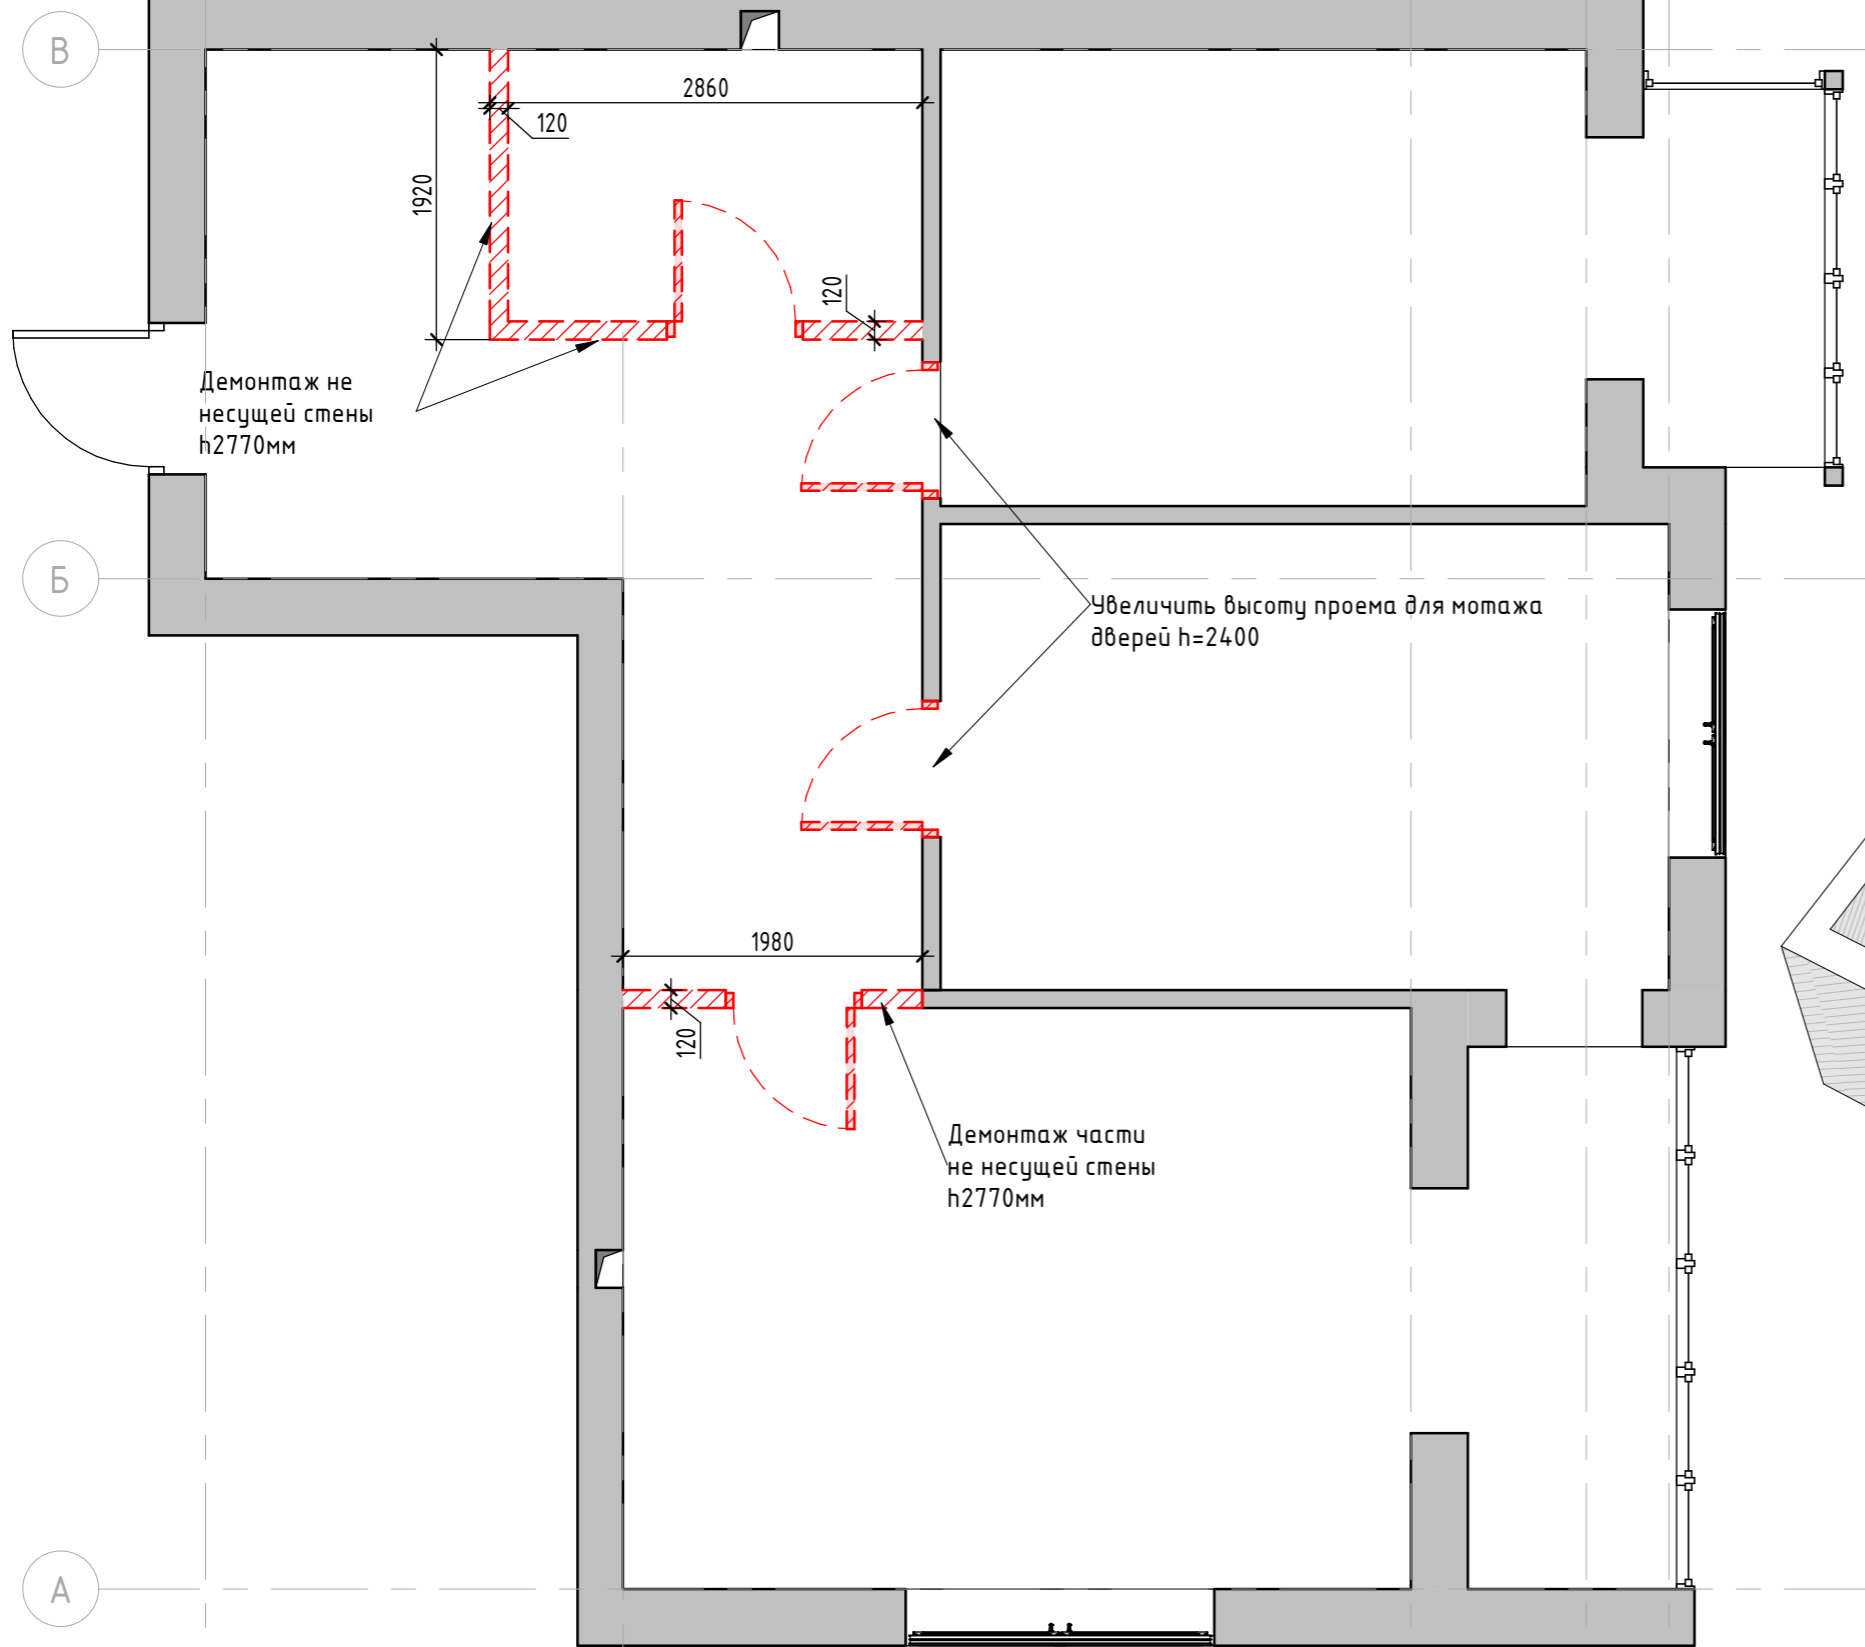 В
2860
120
1920
120
Демонтаж не
несущей стены
h2770мм
Б
Увеличить высоту проема для мотажа
дверей h=2400
1980
120
Демонтаж части
не несущей стены
h2770мм
А